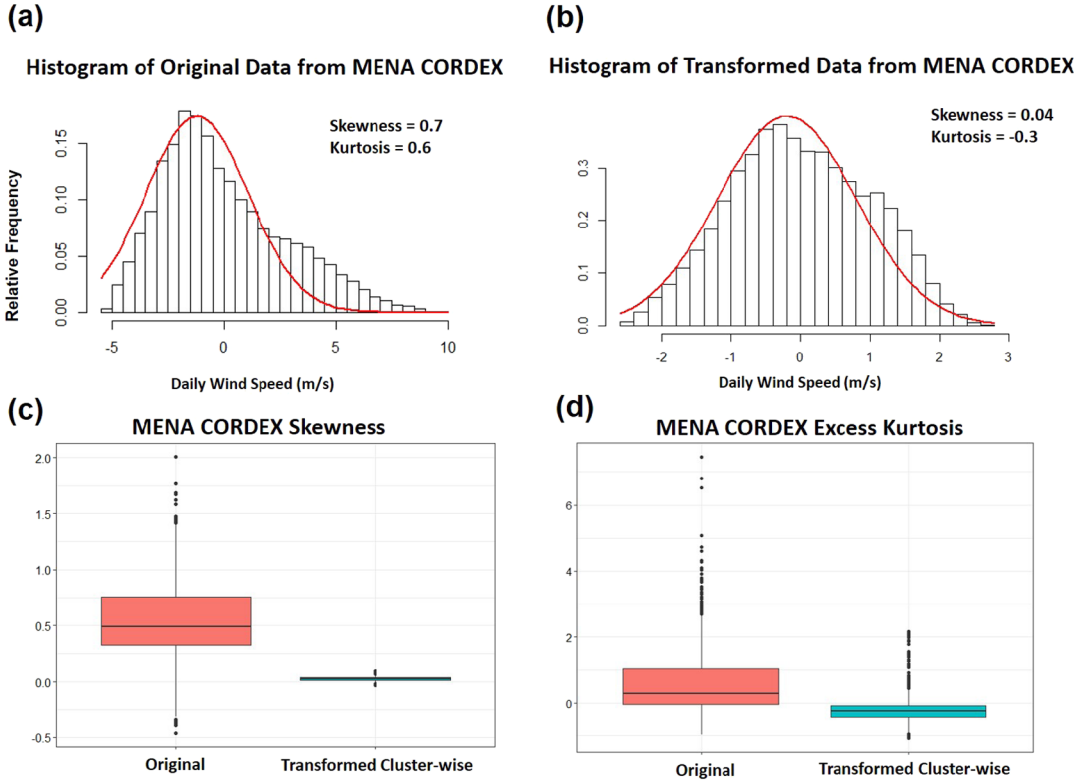 (a)
Histogram of Original Data from MENA CORDEX
Skewness = 0.7
Kurtosis = 0.6
Relative Frequency
0.15
0.10
0.05
0.00
-5
0
5
10
Daily Wind Speed (m/s)
(b)
Histogram of Transformed Data from MENA CORDEX
Skewness = 0.04
Kurtosis = -0.3
0.3
0.2
0.1
0.0
-2
-1
0
1
2
3
Daily Wind Speed (m/s)
(c)
MENA CORDEX Skewness
2.0
1.5
1.0
0.5
0.0
-0.5
Original
Transformed Cluster-wise
(d)
MENA CORDEX Excess Kurtosis
6
4
2
0
Original
Transformed Cluster-wise